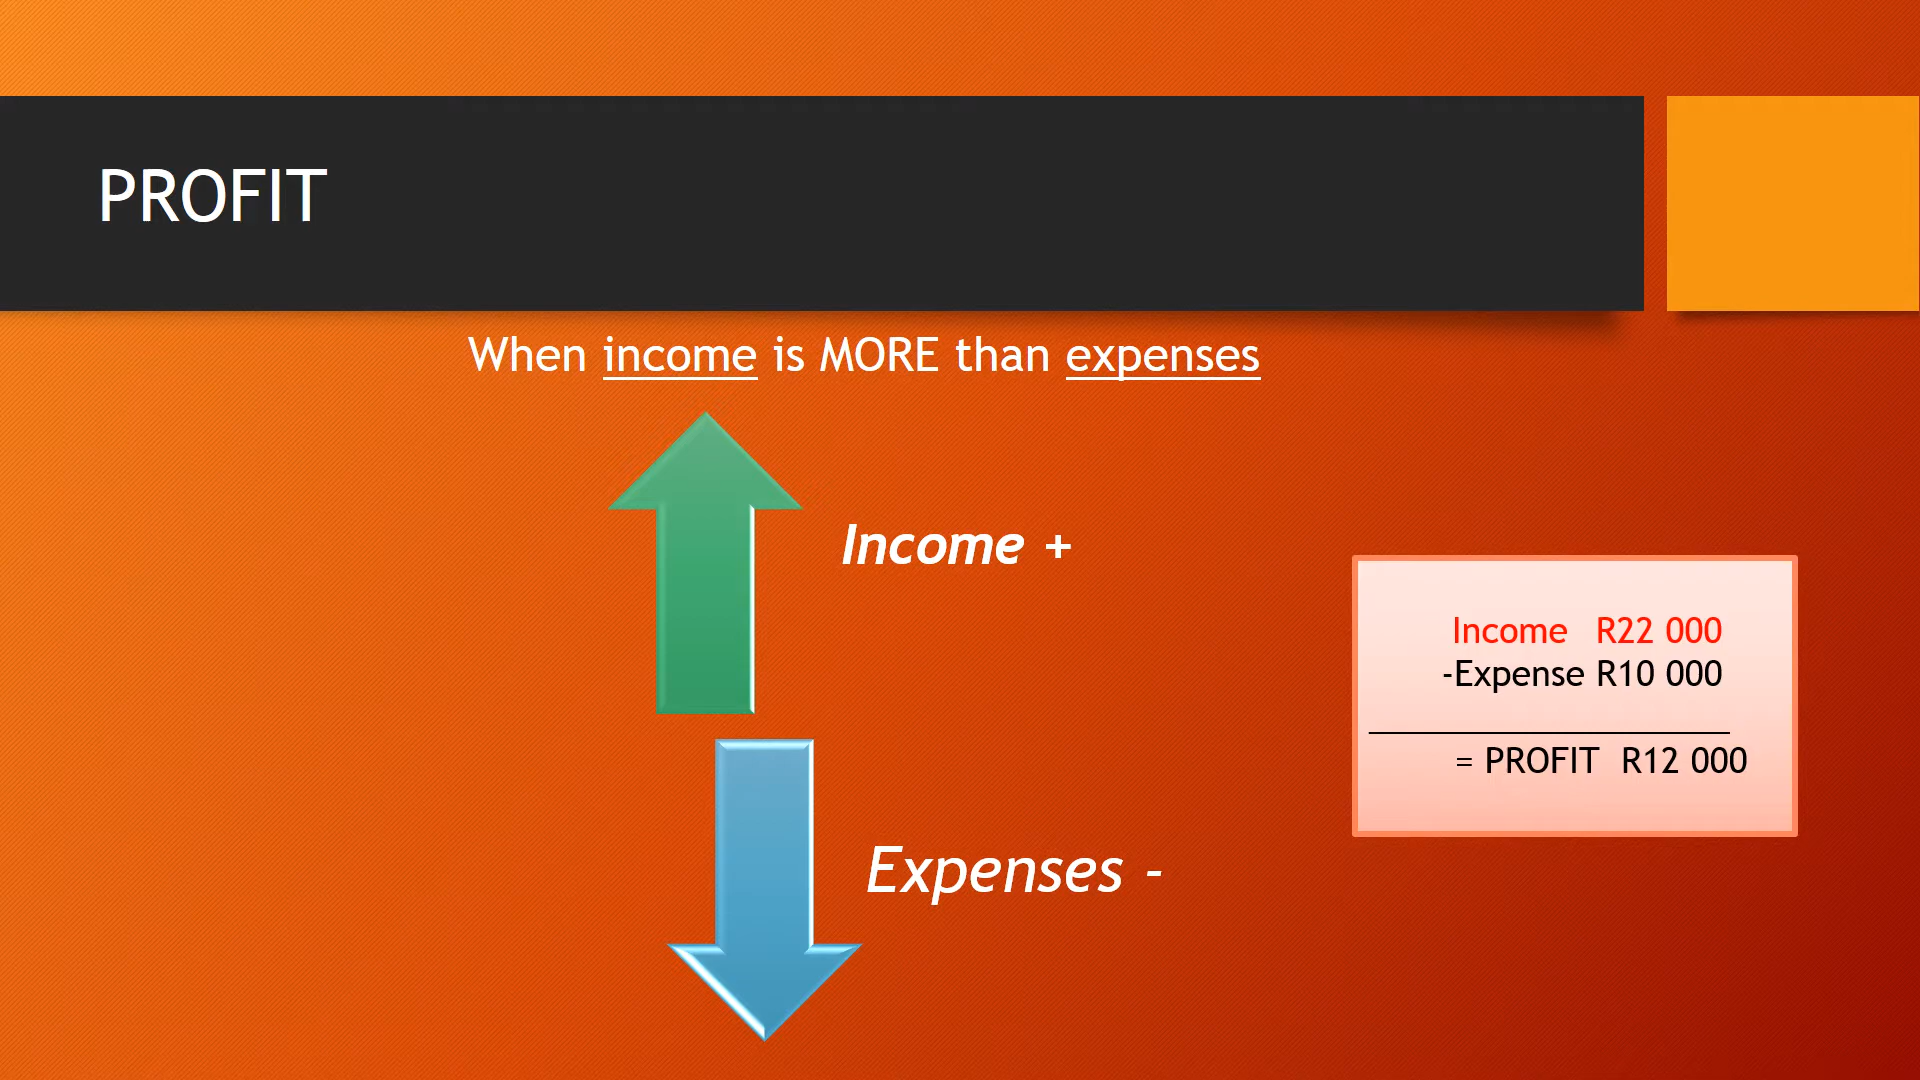 PROFIT
When income is MORE than expenses
Income +
Income R22 000
-Expense R10 000
= PROFIT R12 000
Expenses -